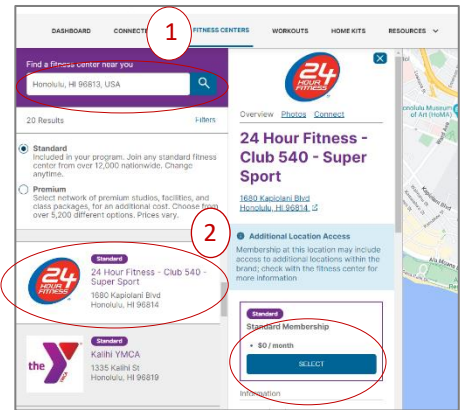 DASHBOARD
CONNECT
1
FITNESS CENTERS
WORKOUTS
HOME KITS
RESOURCES
Find a fitness center near you
Honolulu, HI 96813, USA
20 Results
Filters
Standard
Included in your program. Join any standard fitness
center from over 12,000 nationwide. Change
anytime.
Premium
Select network of premium studios, facilities, and
class packages, for an additional cost. Choose from
over 5,200 different options. Prices vary.
2
24
HOUR
FITNESS
Standard
24 Hour Fitness - Club 540 -
Super Sport
1680 Kapiolani Blvd
Honolulu, HI 96814
the
YMCA
Standard
Kalihi YMCA
1335 Kalihi St
Honolulu, HI 96819
24
HOUR
FITNESS
Overview Photos Connect
24 Hour Fitness -
Club 540 - Super
Sport
1680 Kapiolani Blvd
Honolulu, HI 96814
Additional Location Access
Membership at this location may include
access to additional locations within the
brand; check with the fitness center for
more information
Standard
Standard Membership
• $0 / month
SELECT
Information
Honolulu Museum
of Art (HoMA)
Kapiolani Blvd